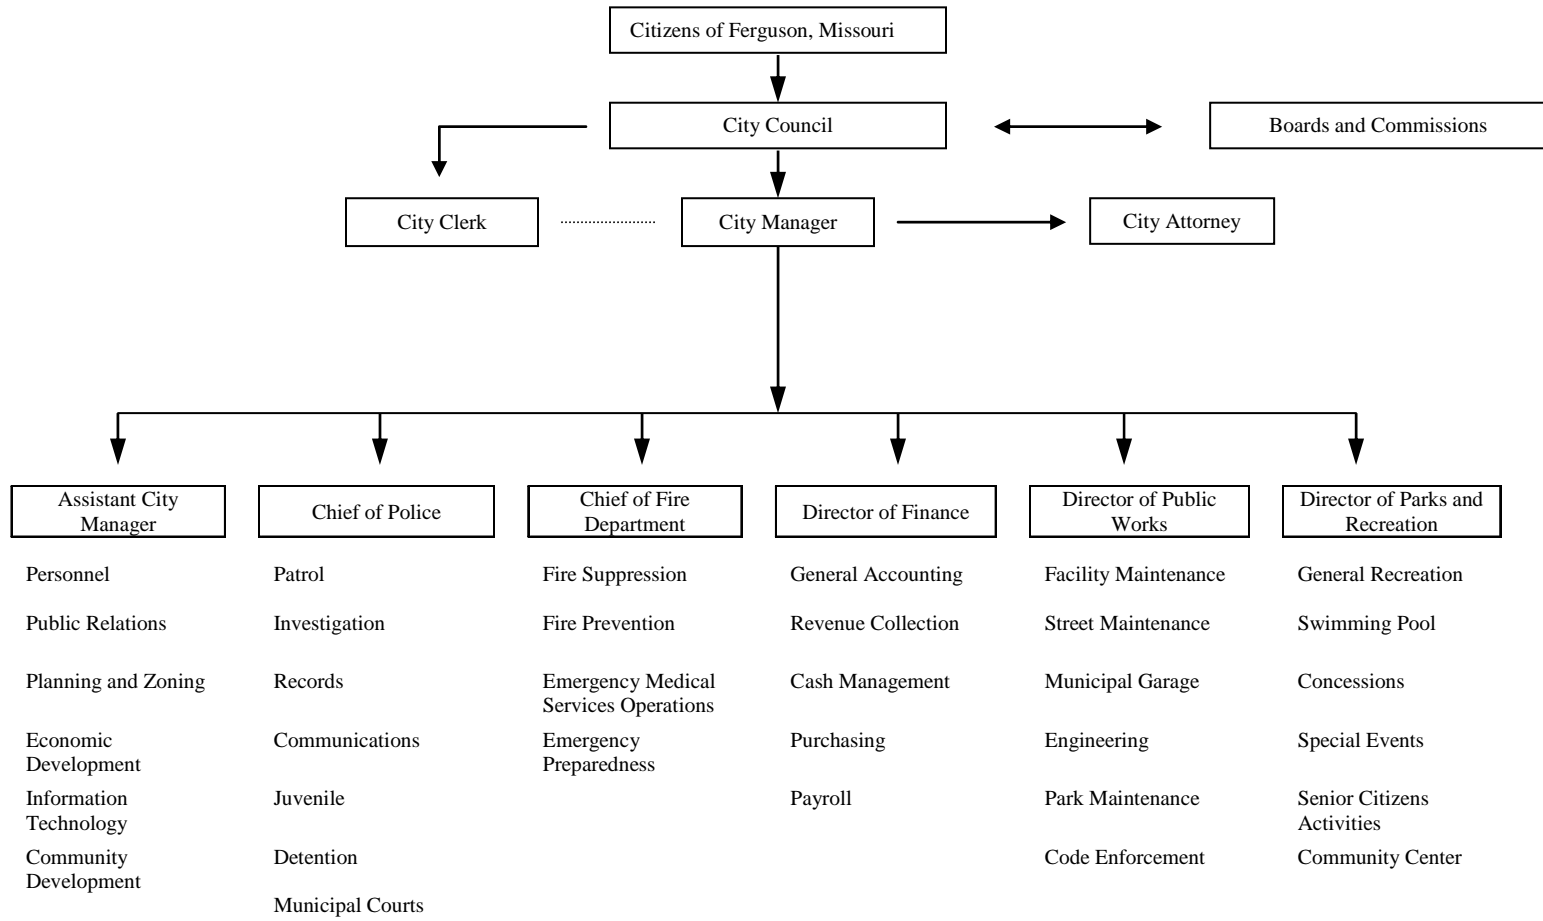 Citizens of Ferguson, Missouri
City Council
Boards and Commissions
City Clerk
City Manager
City Attorney
Assistant City
Manager
Chief of Police
Chief of Fire
Department
Director of Finance
Director of Public
Works
Director of Parks and
Recreation
Personnel
Public Relations
Planning and Zoning
Economic
Development
Information
Technology
Community
Development
Patrol
Investigation
Records
Communications
Juvenile
Detention
Municipal Courts
Fire Suppression
Fire Prevention
Emergency Medical
Services Operations
Emergency
Preparedness
General Accounting
Revenue Collection
Cash Management
Purchasing
Payroll
Facility Maintenance
Street Maintenance
Municipal Garage
Engineering
Park Maintenance
Code Enforcement
General Recreation
Swimming Pool
Concessions
Special Events
Senior Citizens
Activities
Community Center